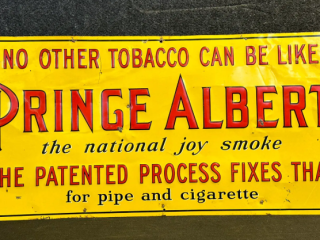 NO OTHER TOBACCO CAN BE LIKE
PRINGE ALBERT
the national joy smoke
HE PATENTED PROCESS FIXES THA
for pipe and cigarette